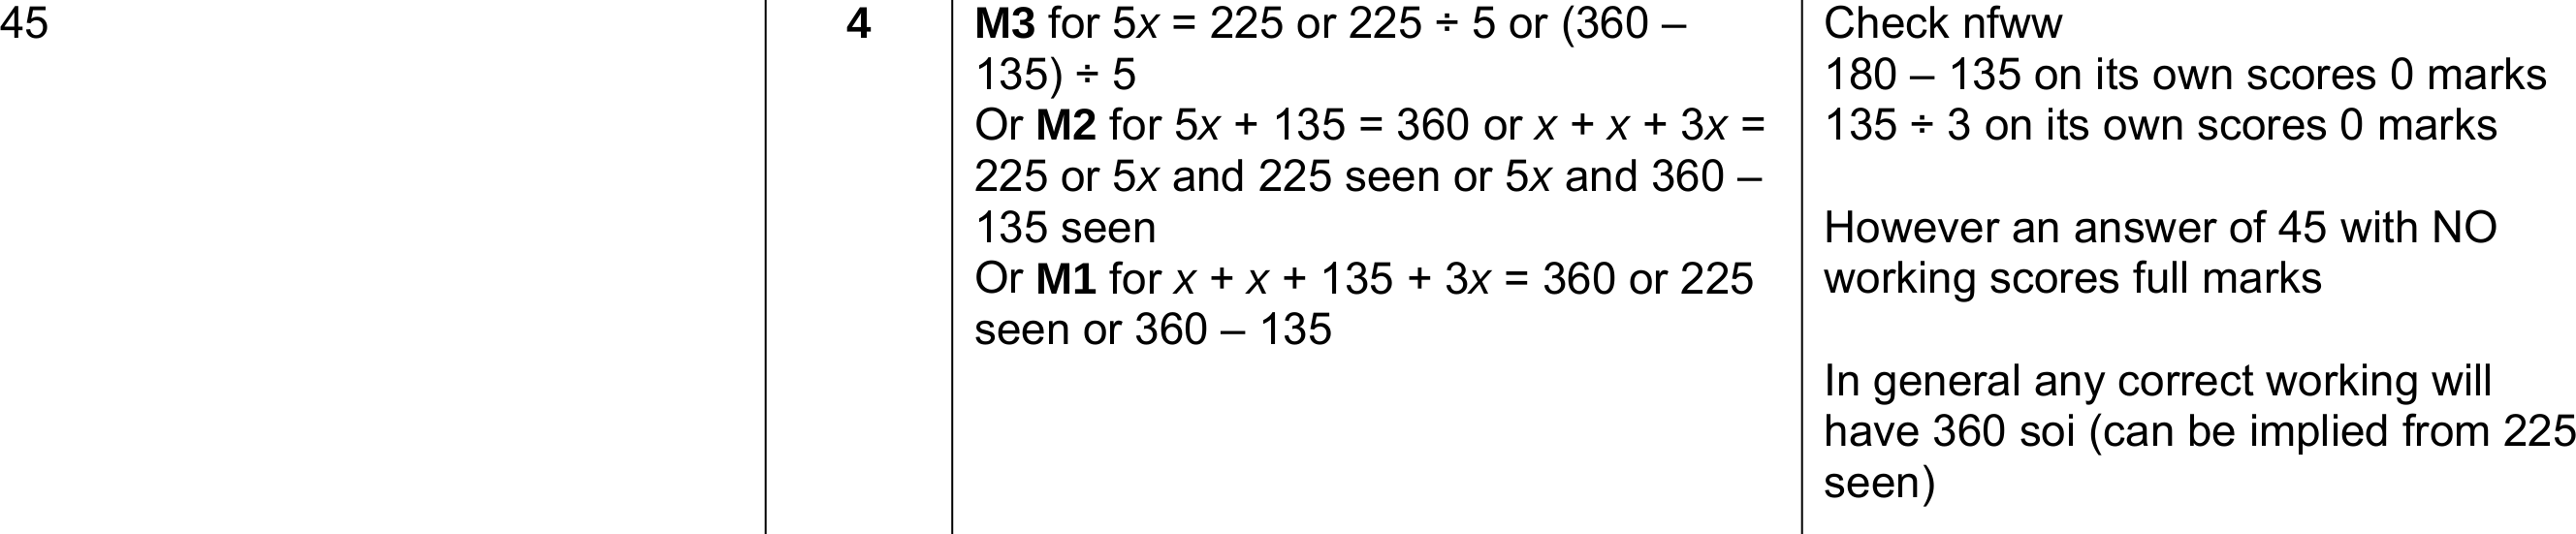 45
4
M3 for 5x = 225 or 225 ÷ 5 or (360 –
135) ÷ 5
Or M2 for 5x + 135 = 360 or x + x + 3x =
225 or 5x and 225 seen or 5x and 360 –
135 seen
Or M1 for x + x + 135 + 3x = 360 or 225
seen or 360 – 135
Check nfww
180 – 135 on its own scores 0 marks
135 ÷ 3 on its own scores 0 marks
However an answer of 45 with NO
working scores full marks
In general any correct working will
have 360 soi (can be implied from 225
seen)